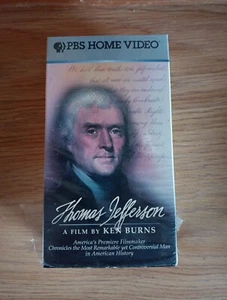 PBS HOME VIDEO
Thomas Jefferson
A FILM BY KEN BURNS
America's Premiere Filmmaker
Chronicles the Most Remarkable yet Controversial Man
in American History